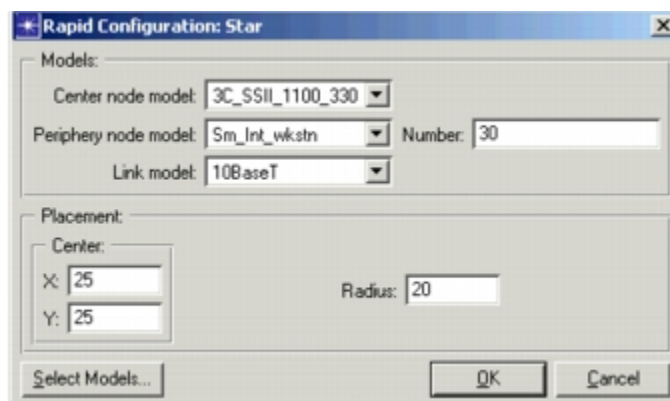 Rapid Configuration: Star
Models:
Center node model: 3C_SSII_1100_330
Periphery node model: Sm_Int_wkstn Number: 30
Link model: 10BaseT
Placement:
Center:
X: 25
Radius: 20
Y: 25
Select Models... OK Cancel